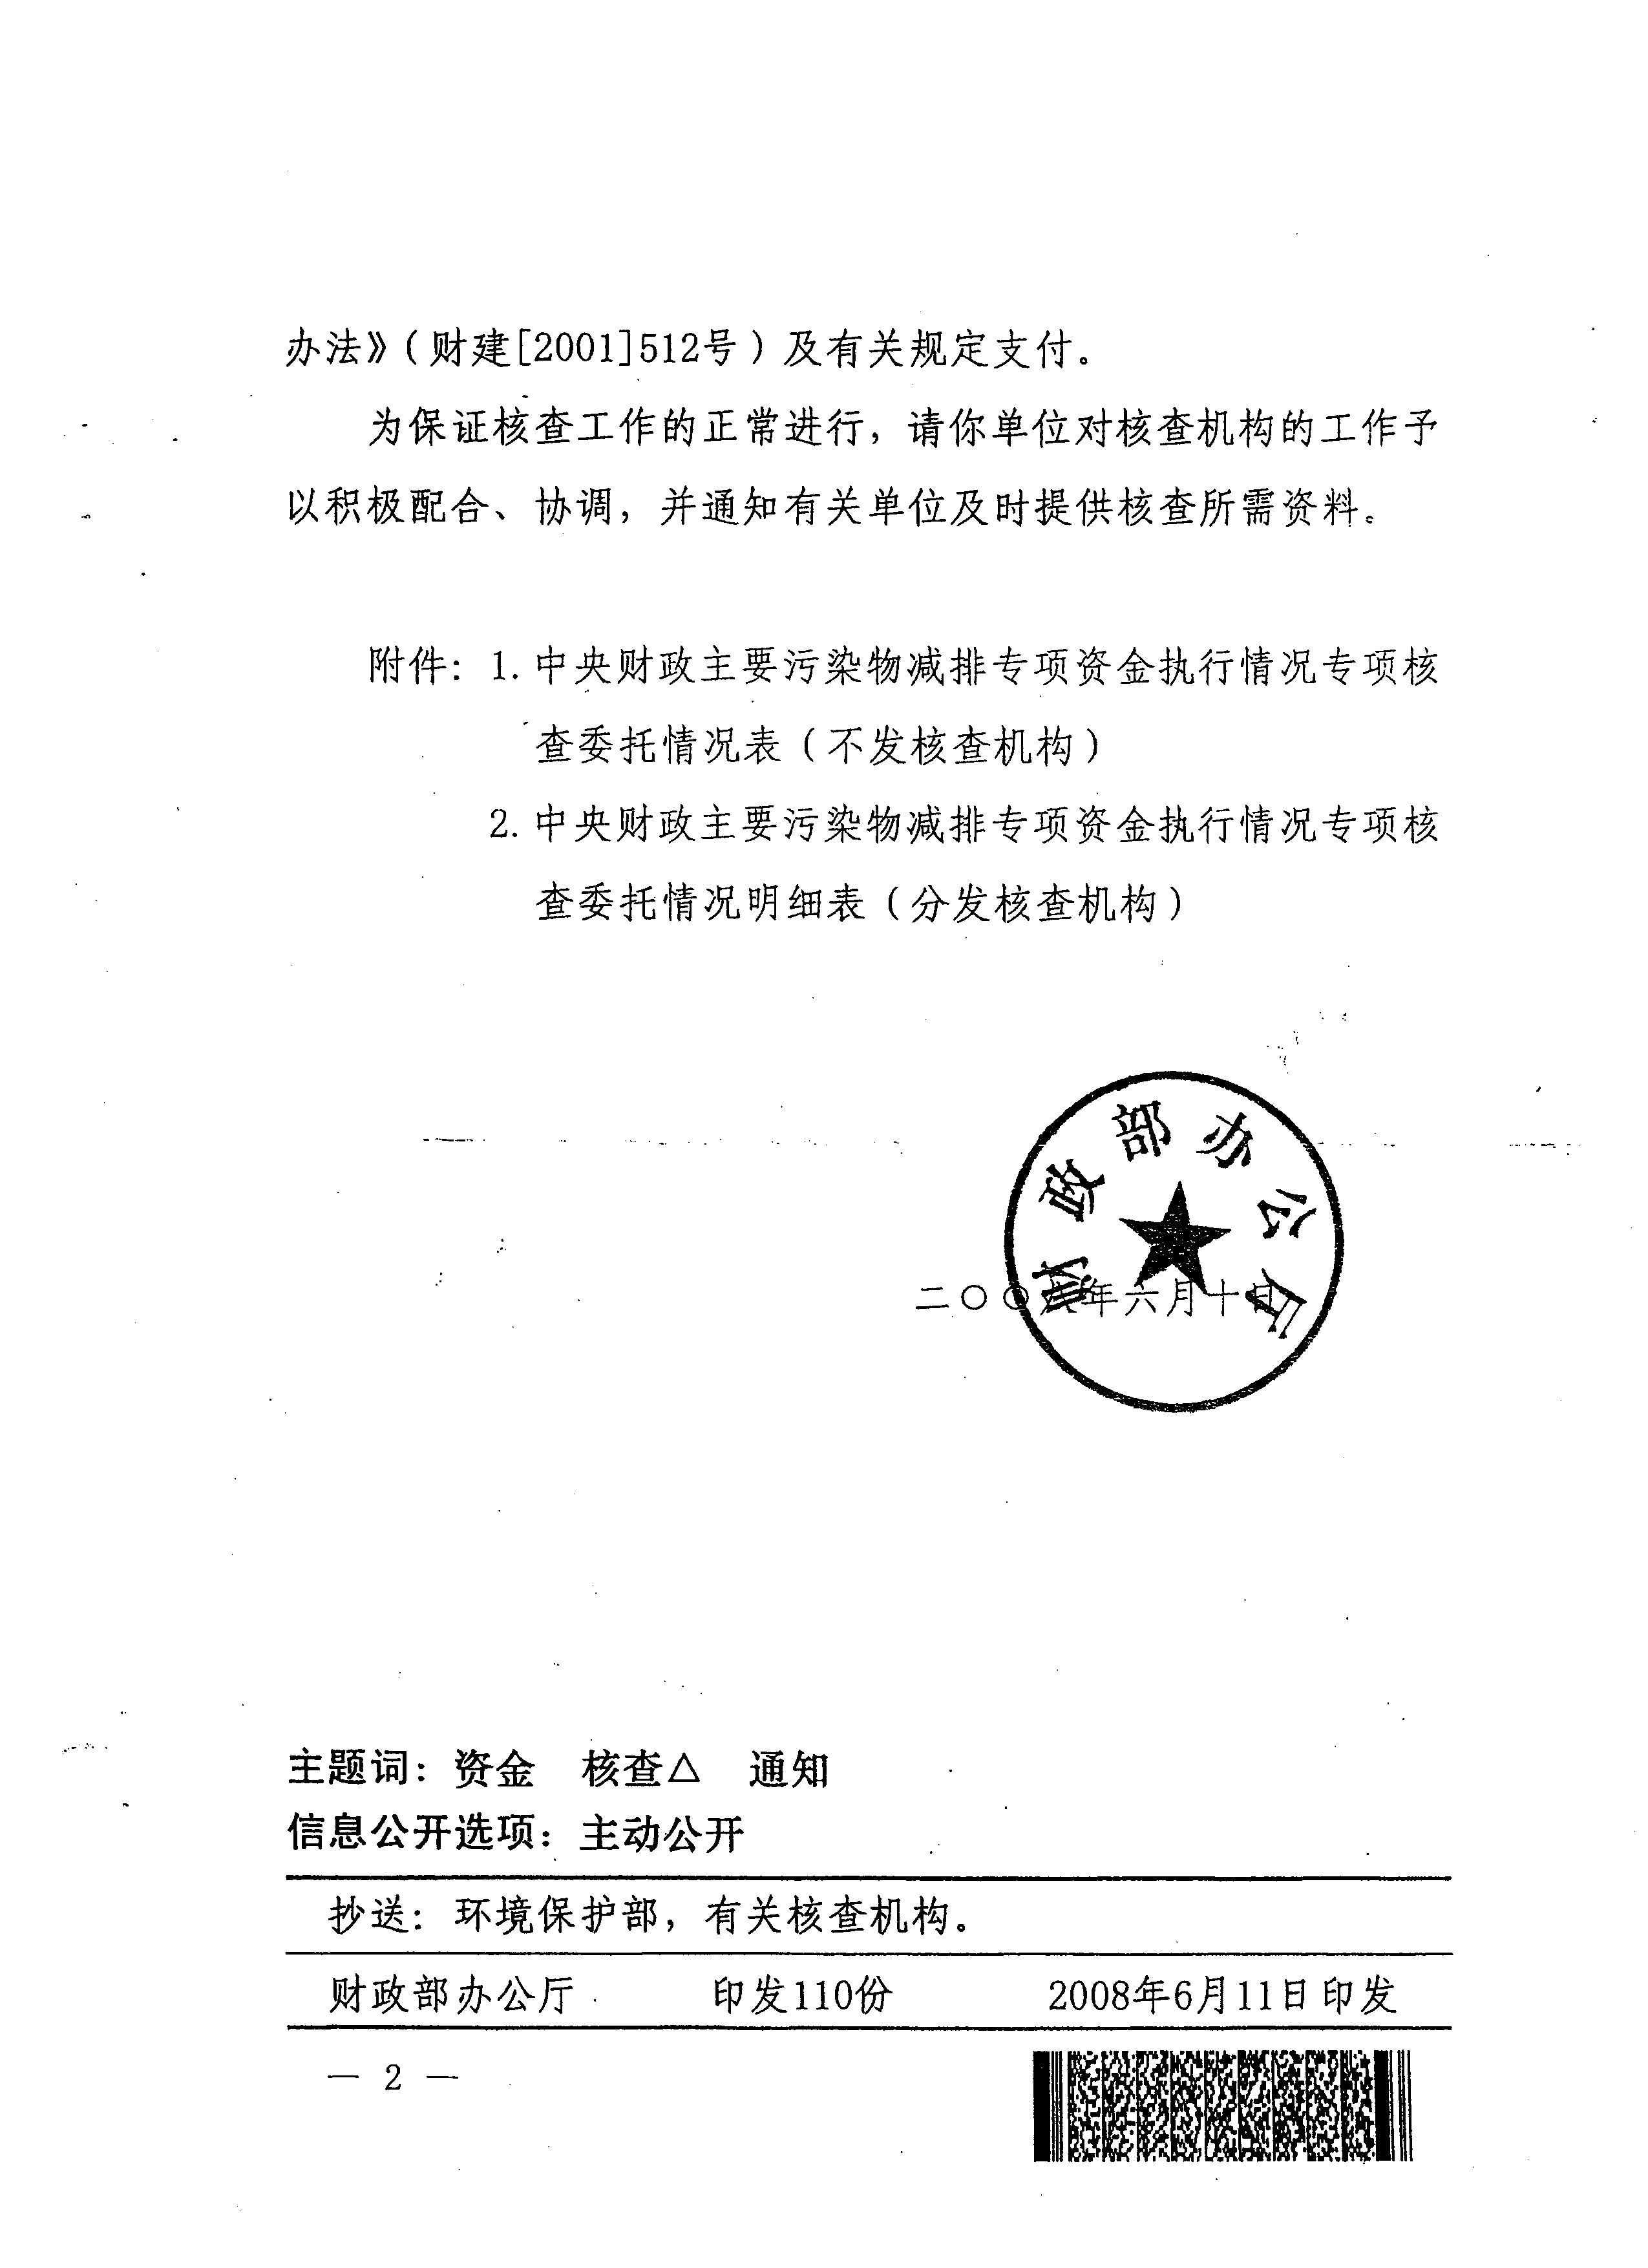 办法》(财建[2001]512号)及有关规定支付。
为保证核查工作的正常进行，请你单位对核查机构的工作予
以积极配合、协调，并通知有关单位及时提供核查所需资料。
附件：1.中央财政主要污染物减排专项资金执行情况专项核
查委托情况表(不发核查机构)
2.中央财政主要污染物减排专项资金执行情况专项核
查委托情况明细表(分发核查机构)
财政部办公厅
二〇〇八年六月十日
主题词：资金　核查△　通知
信息公开选项：主动公开
抄送：环境保护部，有关核查机构。
财政部办公厅　印发110份　2008年6月11日印发
— 2 —